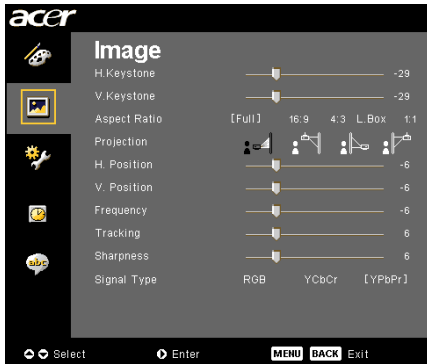 acer
Image
H.Keystone -29
V.Keystone -29
Aspect Ratio [Full] 16:9 4:3 L.Box 1:1
Projection
H. Position -6
V. Position -6
Frequency -6
Tracking 6
Sharpness 6
Signal Type RGB YCbCr [YPbPr]
abc
Select Enter MENU BACK Exit